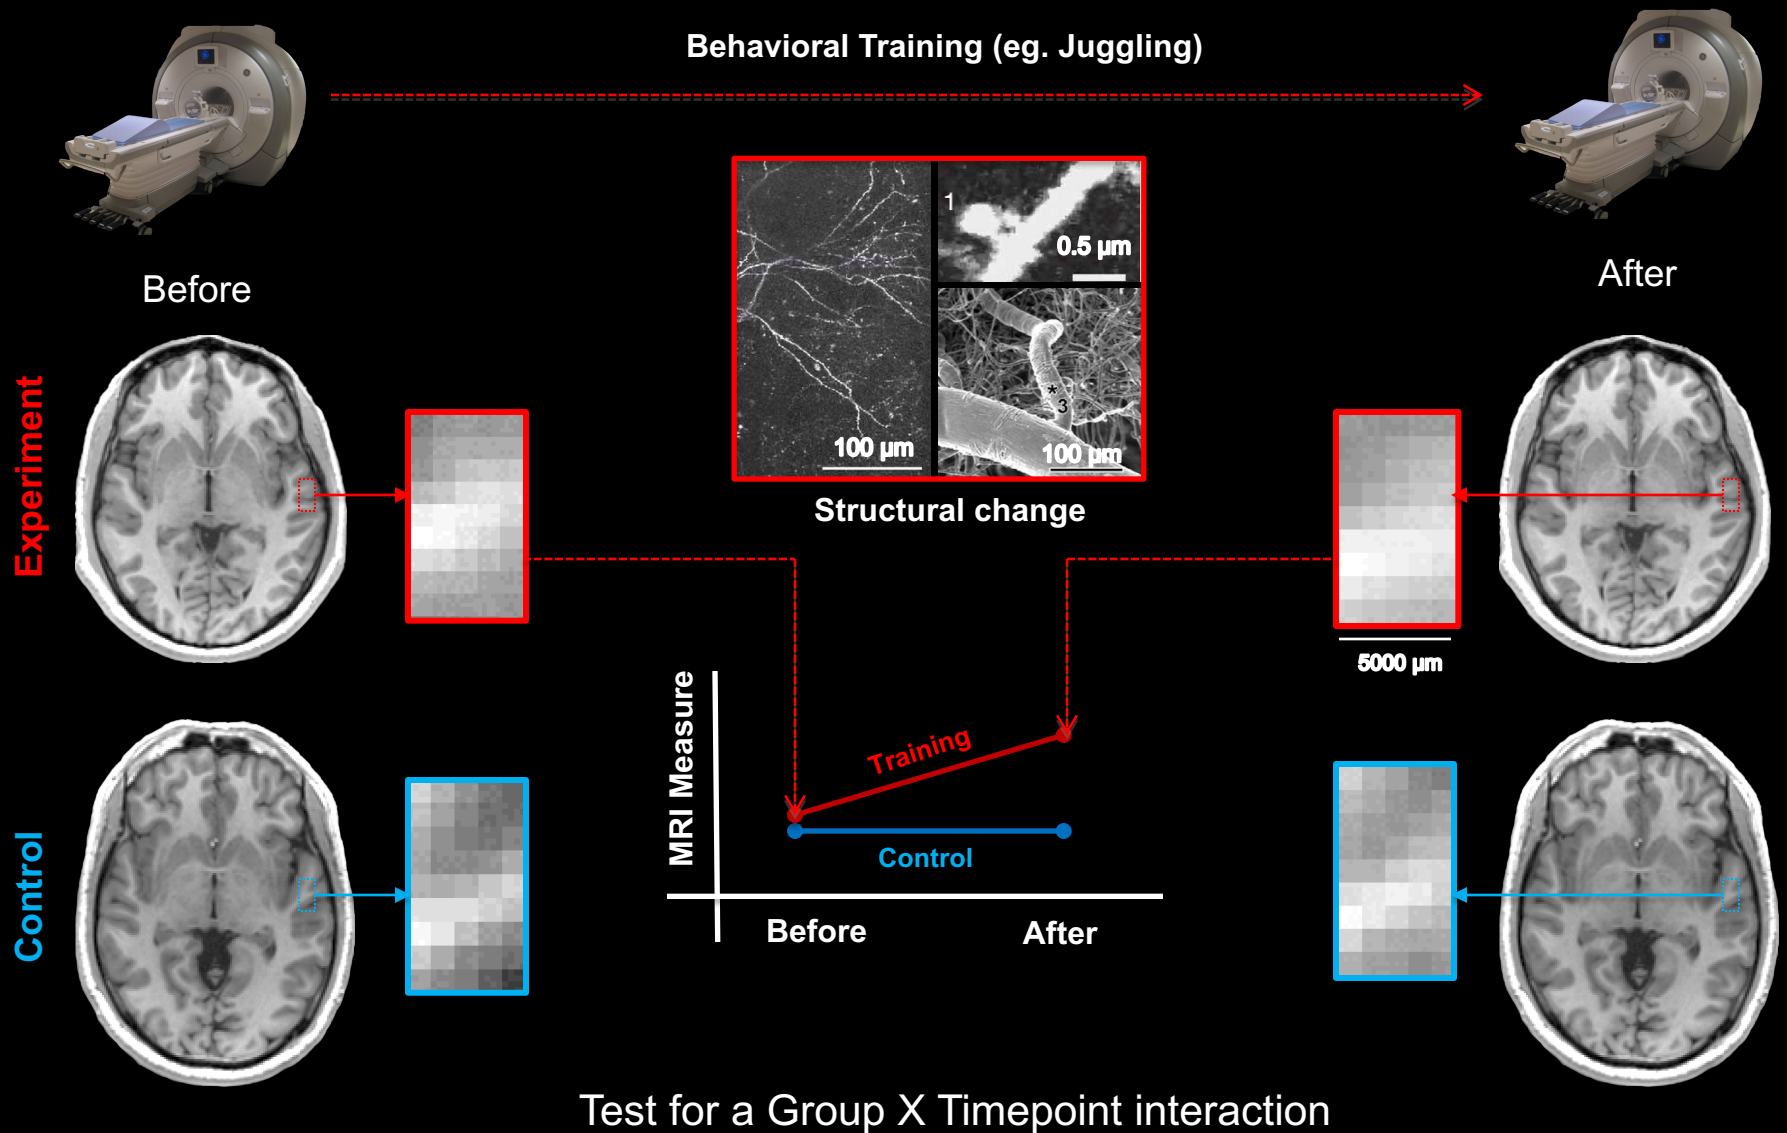 Behavioral Training (eg. Juggling)
Before
After
1
0.5 µm
* 3
100 µm
100 µm
Structural change
Experiment
5000 µm
MRI Measure
Training
Control
Before
After
Control
Test for a Group X Timepoint interaction